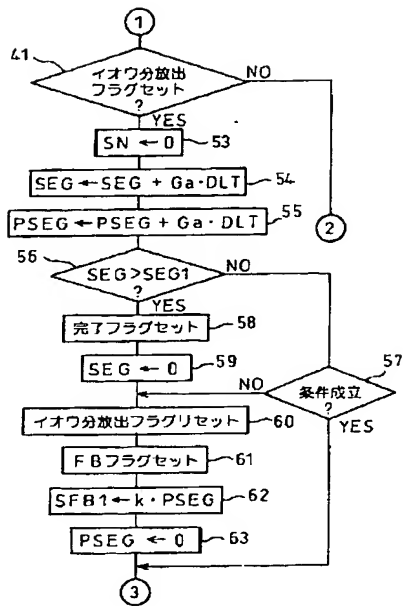 1
41
イオウ分放出
フラグセット
?
NO
YES
SN ← 0
53
SEG ← SEG + Ga·DLT
54
PSEG ← PSEG + Ga·DLT
55
2
56
SEG > SEG1
?
NO
YES
完了フラグセット
58
SEG ← 0
59
57
条件成立
?
NO
YES
イオウ分放出フラグリセット
60
FBフラグセット
61
SFB1 ← k·PSEG
62
PSEG ← 0
63
3